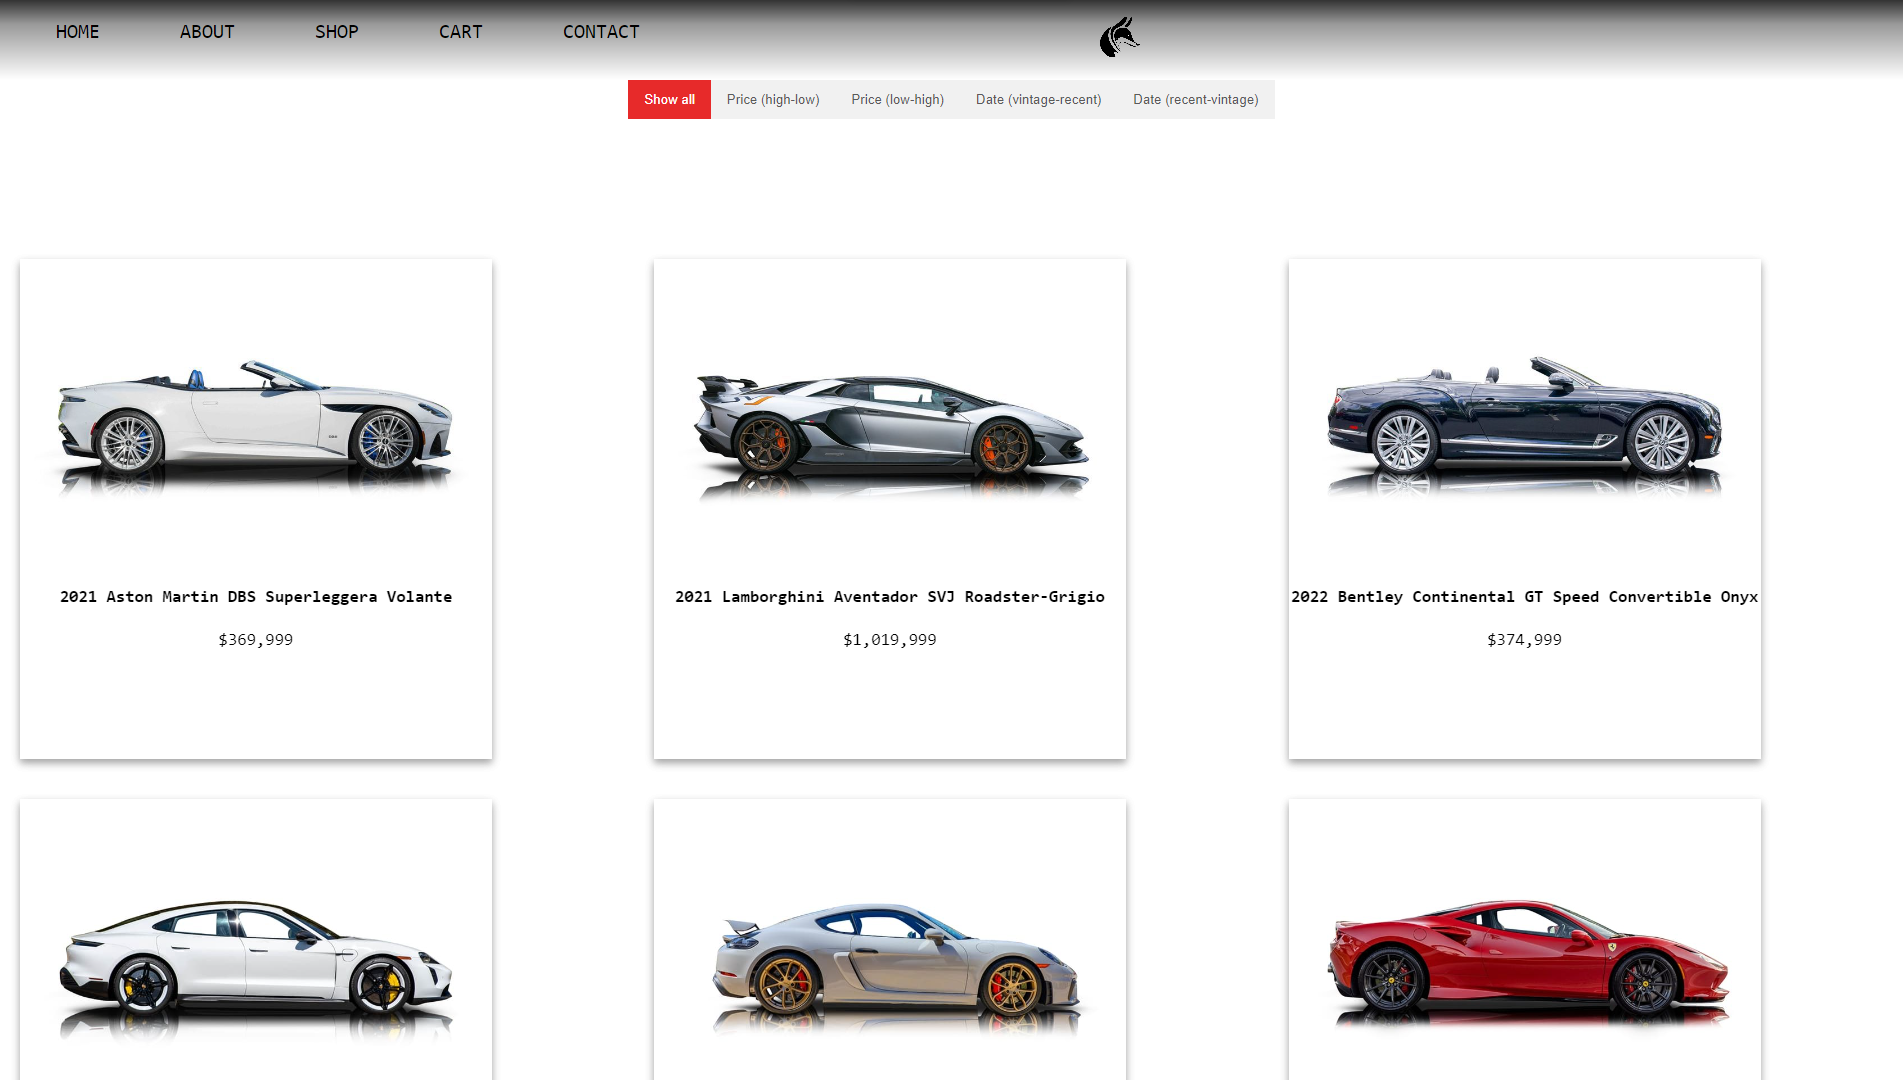 HOME ABOUT SHOP CART CONTACT
Show all Price (high-low) Price (low-high) Date (vintage-recent) Date (recent-vintage)
2021 Aston Martin DBS Superleggera Volante
$369,999
2021 Lamborghini Aventador SVJ Roadster-Grigio
$1,019,999
2022 Bentley Continental GT Speed Convertible Onyx
$374,999